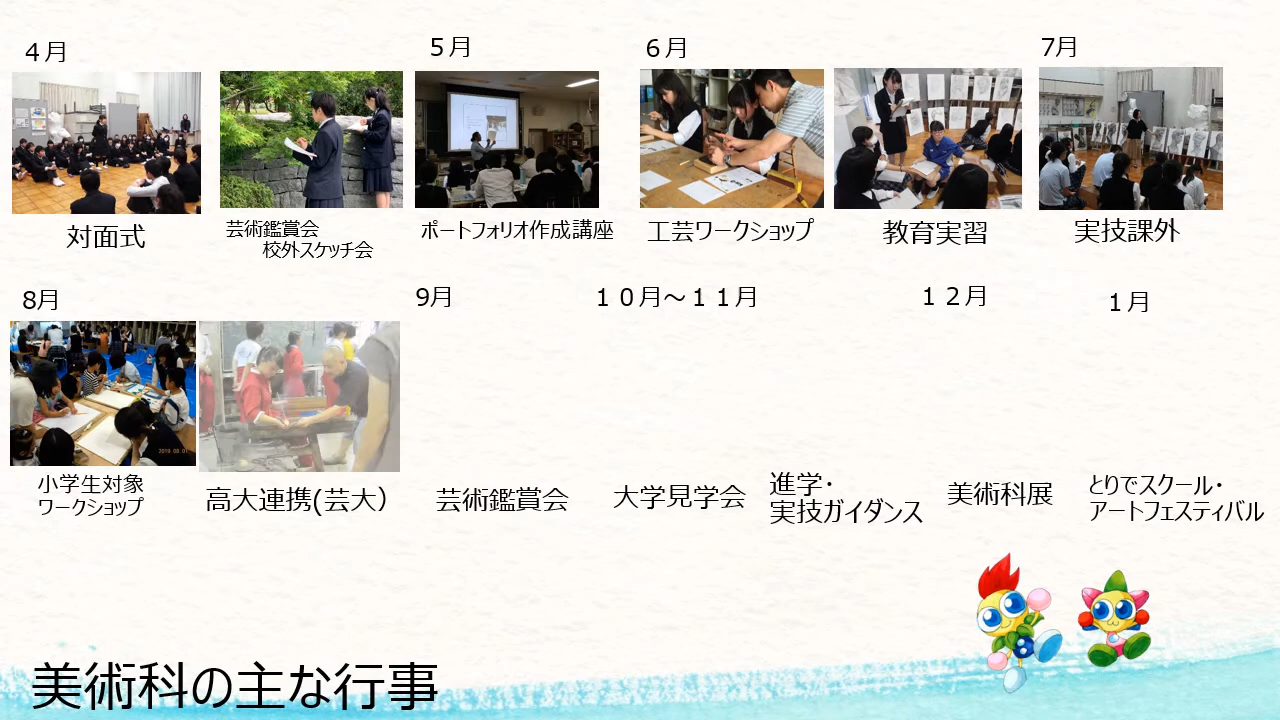 ４月
５月
６月
7月
対面式
芸術鑑賞会
校外スケッチ会
ポートフォリオ作成講座
工芸ワークショップ
教育実習
実技課外
8月
9月
１０月～１１月
１２月
１月
2019.08.01
小学生対象
ワークショップ
高大連携(芸大）
芸術鑑賞会
大学見学会
進学・
実技ガイダンス
美術科展
とりでスクール・
アートフェスティバル
美術科の主な行事